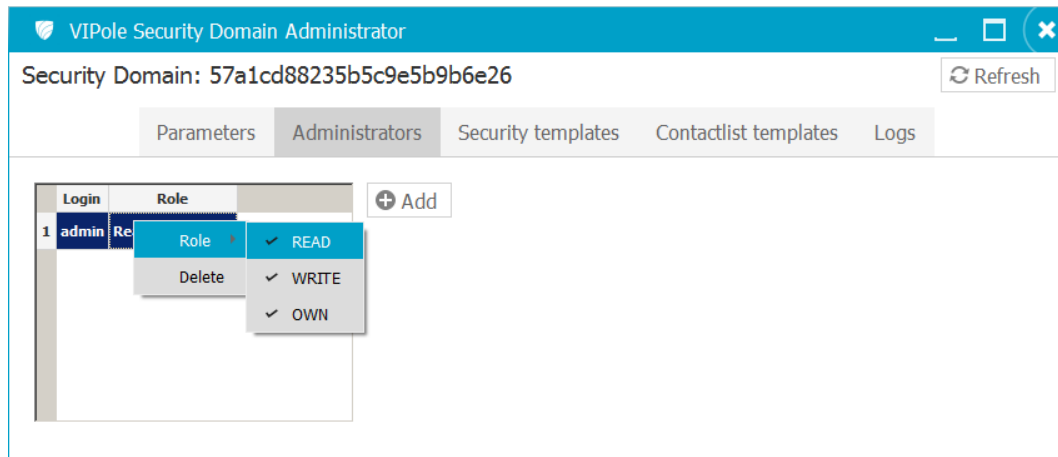 VIPole Security Domain Administrator
Security Domain: 57a1cd88235b5c9e5b9b6e26
Refresh
Parameters Administrators Security templates Contactlist templates Logs
Login Role
Add
1 admin Re
Role READ
Delete WRITE
OWN